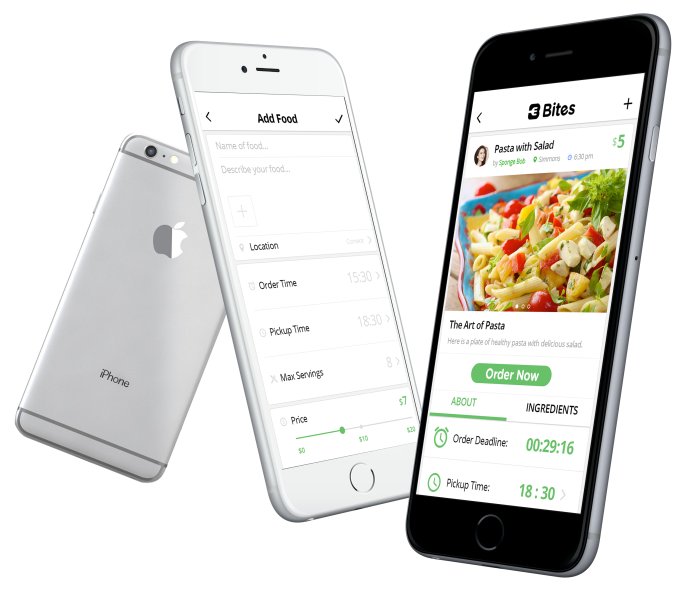 iPhone
Add Food
Name of food...
Describe your food...
Location
Current
Order Time 15:30
Pickup Time 18:30
Max Servings 8
Price $7
$0 $10 $20
Bites
Pasta with Salad $5
by Sponge Bob Simmons 6:30 pm
The Art of Pasta
Here is a plate of healthy pasta with delicious salad.
Order Now
ABOUT INGREDIENTS
Order Deadline: 00:29:16
Pickup Time: 18 : 30